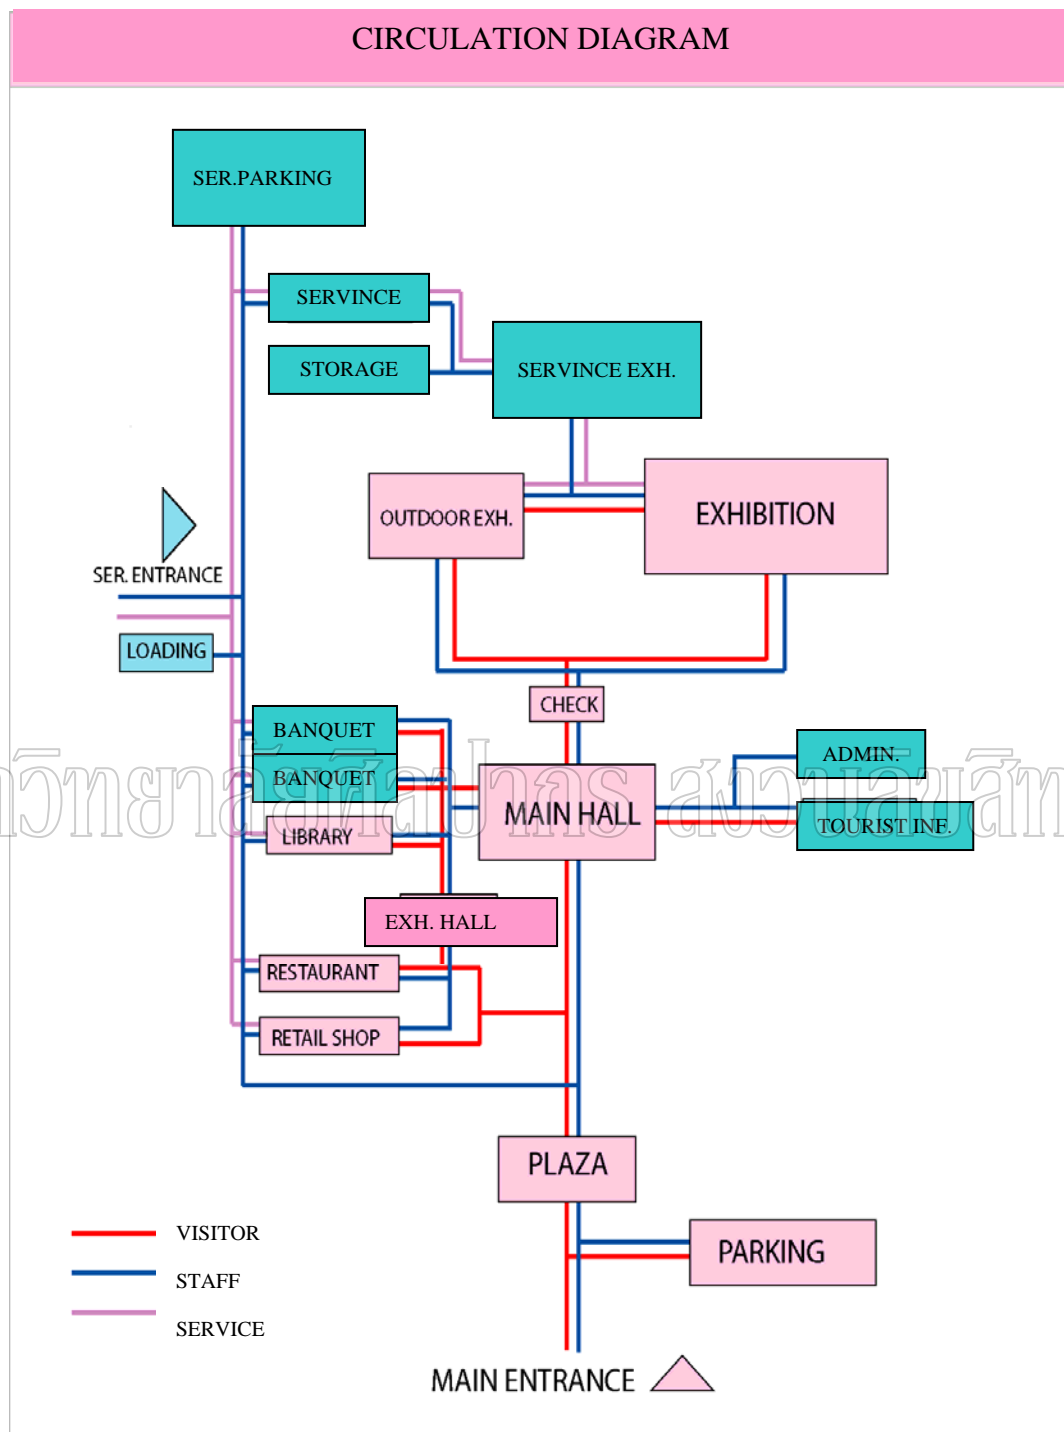 CIRCULATION DIAGRAM
SER.PARKING
SERVINCE
STORAGE
SERVINCE EXH.
OUTDOOR EXH.
EXHIBITION
SER. ENTRANCE
LOADING
CHECK
BANQUET
BANQUET
LIBRARY
MAIN HALL
ADMIN.
TOURIST INF.
EXH. HALL
RESTAURANT
RETAIL SHOP
PLAZA
PARKING
VISITOR
STAFF
SERVICE
MAIN ENTRANCE